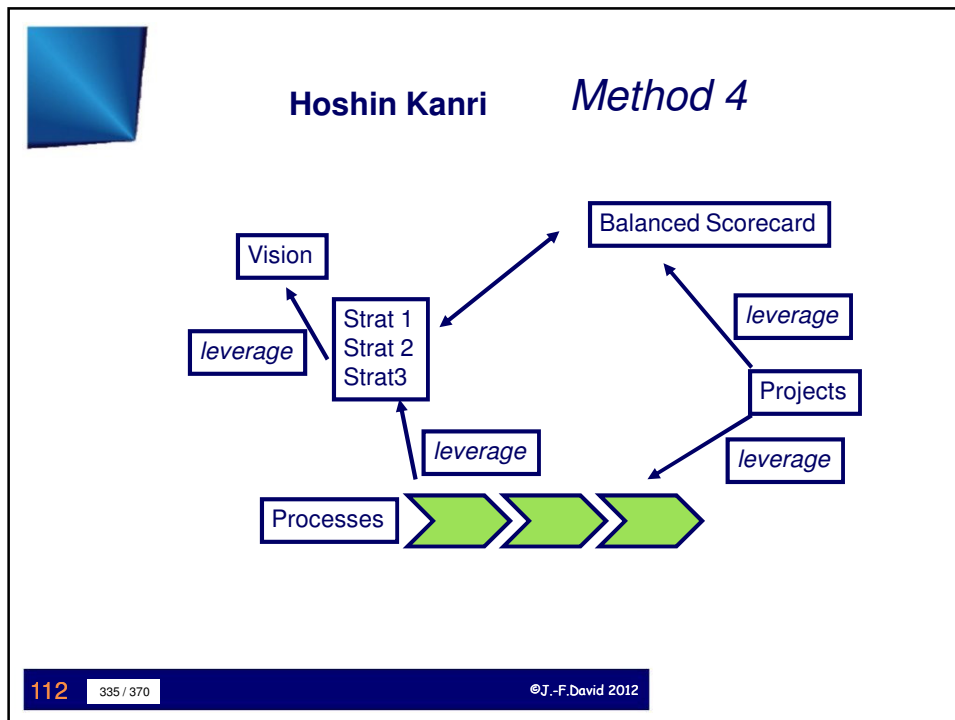 Hoshin Kanri
Method 4
Balanced Scorecard
Vision
leverage
Strat 1
Strat 2
Strat3
leverage
Projects
leverage
leverage
Processes
112
335 / 370
©J.-F.David 2012